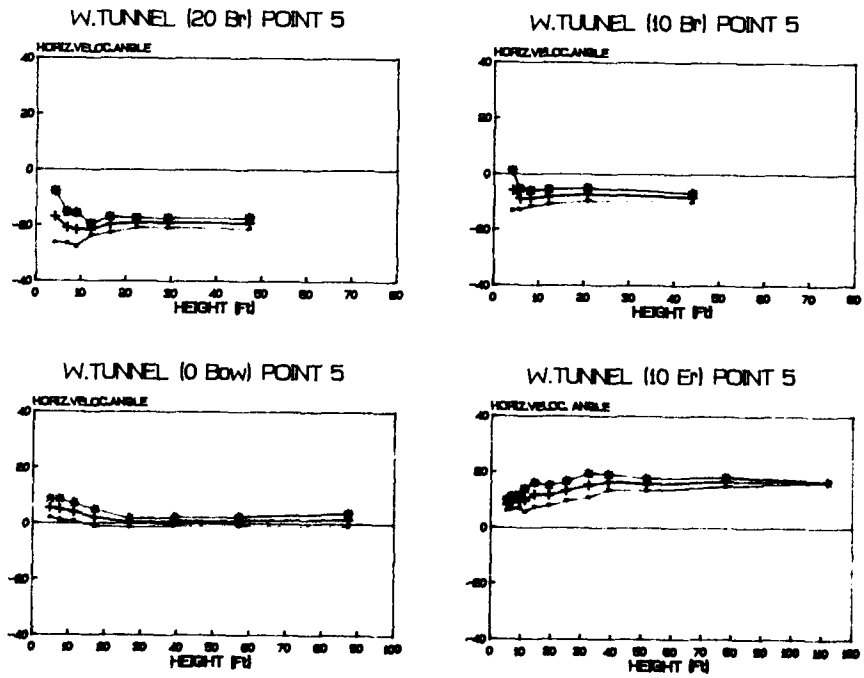 W.TUNNEL (20 Br) POINT 5
HORIZ.VELOC.ANGLE
40
20
0
-20
-40
0 10 20 30 40 50 60 70 80
HEIGHT (Ft)
W.TUUNEL (10 Br) POINT 5
HORIZ.VELOC.ANGLE
40
20
0
-20
-40
0 10 20 30 40 50 60 70 80
HEIGHT (Ft)
W.TUNNEL (0 Bow) POINT 5
HORIZ.VELOC.ANGLE
40
20
0
-20
-40
0 10 20 30 40 50 60 70 80 90 100
HEIGHT (Ft)
W.TUNNEL (10 Er) POINT 5
HORIZ.VELOC. ANGLE
40
20
0
-20
-40
0 10 20 30 40 50 60 70 80 90 100 110 120
HEIGHT (Ft)